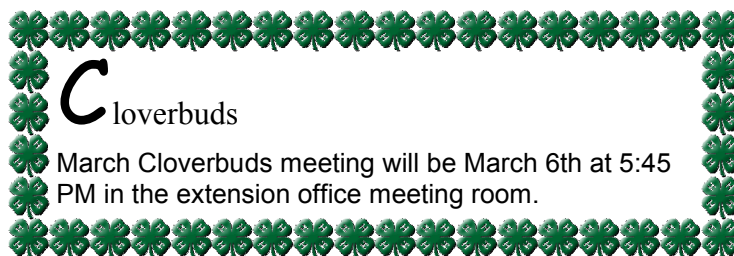 Cloverbuds
March Cloverbuds meeting will be March 6th at 5:45
PM in the extension office meeting room.